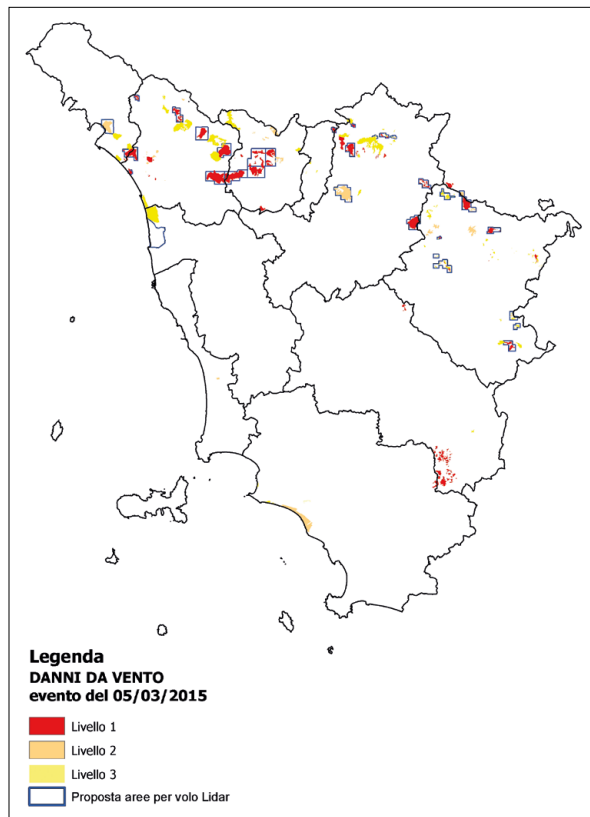 Legenda
DANNI DA VENTO
evento del 05/03/2015
Livello 1
Livello 2
Livello 3
Proposta aree per volo Lidar